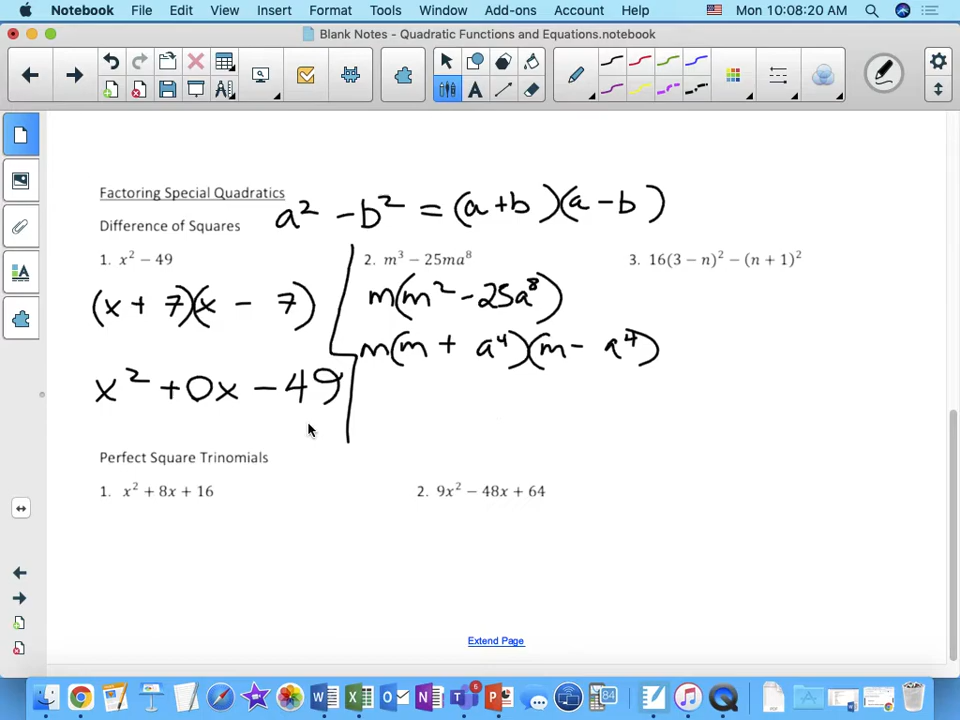 Notebook File Edit View Insert Format Tools Window Add-ons Account Help Mon 10:08:20 AM
Blank Notes - Quadratic Functions and Equations.notebook
Factoring Special Quadratics
a² - b² = (a + b)(a - b)
Difference of Squares
1. x² − 49
2. m³ − 25ma⁸
3. 16(3 − n)² − (n + 1)²
(x + 7)(x - 7)
m(m² - 25a⁸)
m(m + a⁴)(m - a⁴)
x² + 0x - 49
Perfect Square Trinomials
1. x² + 8x + 16
2. 9x² − 48x + 64
Extend Page
6
84